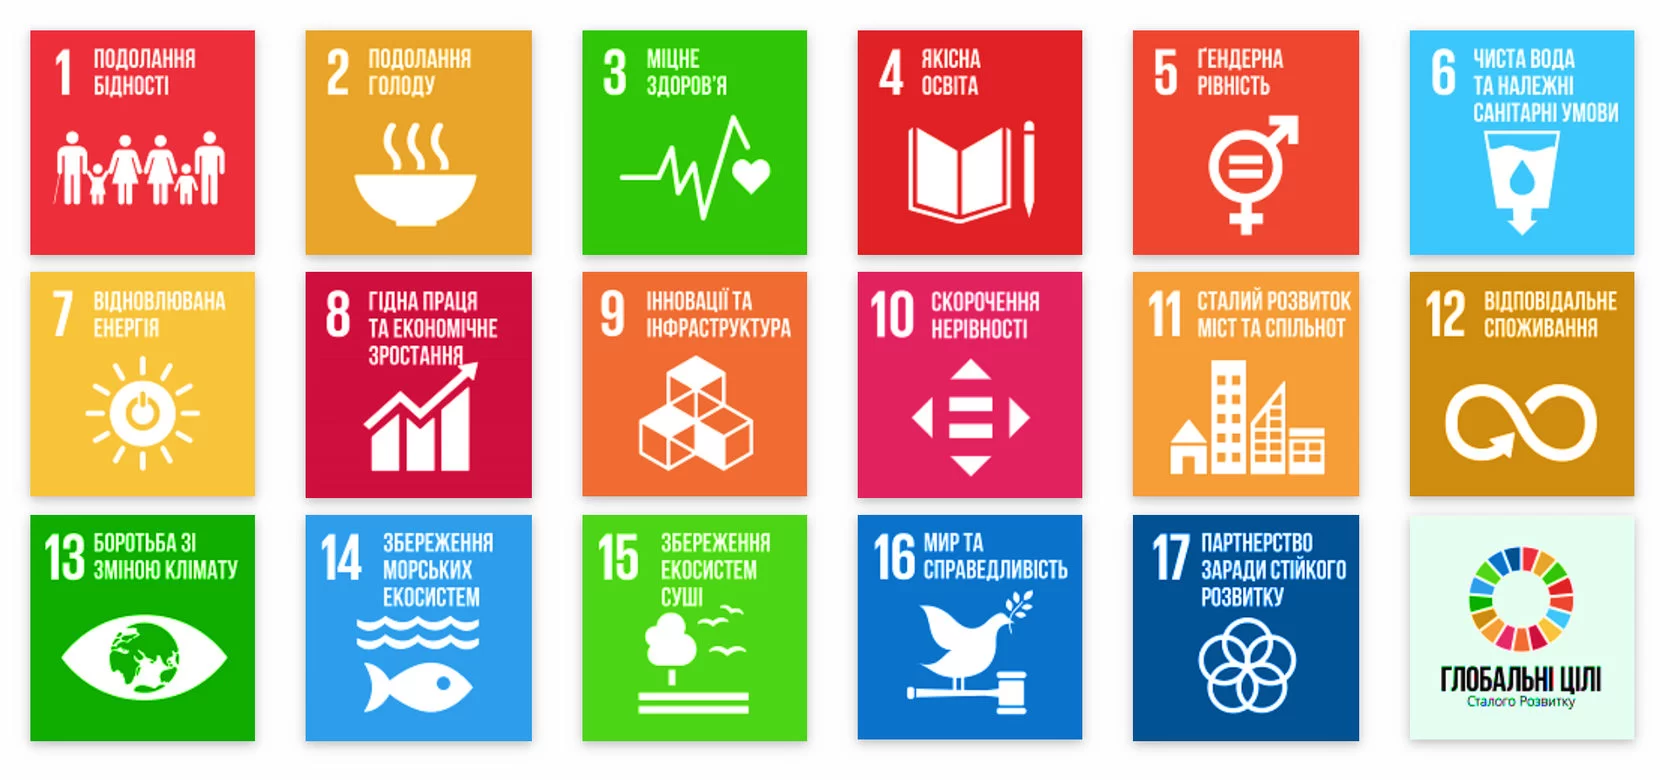 1 ПОДОЛАННЯ
БІДНОСТІ
2 ПОДОЛАННЯ
ГОЛОДУ
3 МІЦНЕ
ЗДОРОВ'Я
4 ЯКІСНА
ОСВІТА
5 ҐЕНДЕРНА
РІВНІСТЬ
6 ЧИСТА ВОДА
ТА НАЛЕЖНІ
САНІТАРНІ УМОВИ
7 ВІДНОВЛЮВАНА
ЕНЕРГІЯ
8 ГІДНА ПРАЦЯ
ТА ЕКОНОМІЧНЕ
ЗРОСТАННЯ
9 ІННОВАЦІЇ ТА
ІНФРАСТРУКТУРА
10 СКОРОЧЕННЯ
НЕРІВНОСТІ
11 СТАЛИЙ РОЗВИТОК
МІСТ ТА СПІЛЬНОТ
12 ВІДПОВІДАЛЬНЕ
СПОЖИВАННЯ
13 БОРОТЬБА ЗІ
ЗМІНОЮ КЛІМАТУ
14 ЗБЕРЕЖЕННЯ
МОРСЬКИХ
ЕКОСИСТЕМ
15 ЗБЕРЕЖЕННЯ
ЕКОСИСТЕМ
СУШІ
16 МИР ТА
СПРАВЕДЛИВІСТЬ
17 ПАРТНЕРСТВО
ЗАРАДИ СТІЙКОГО
РОЗВИТКУ
ГЛОБАЛЬНІ ЦІЛІ
Сталого Розвитку